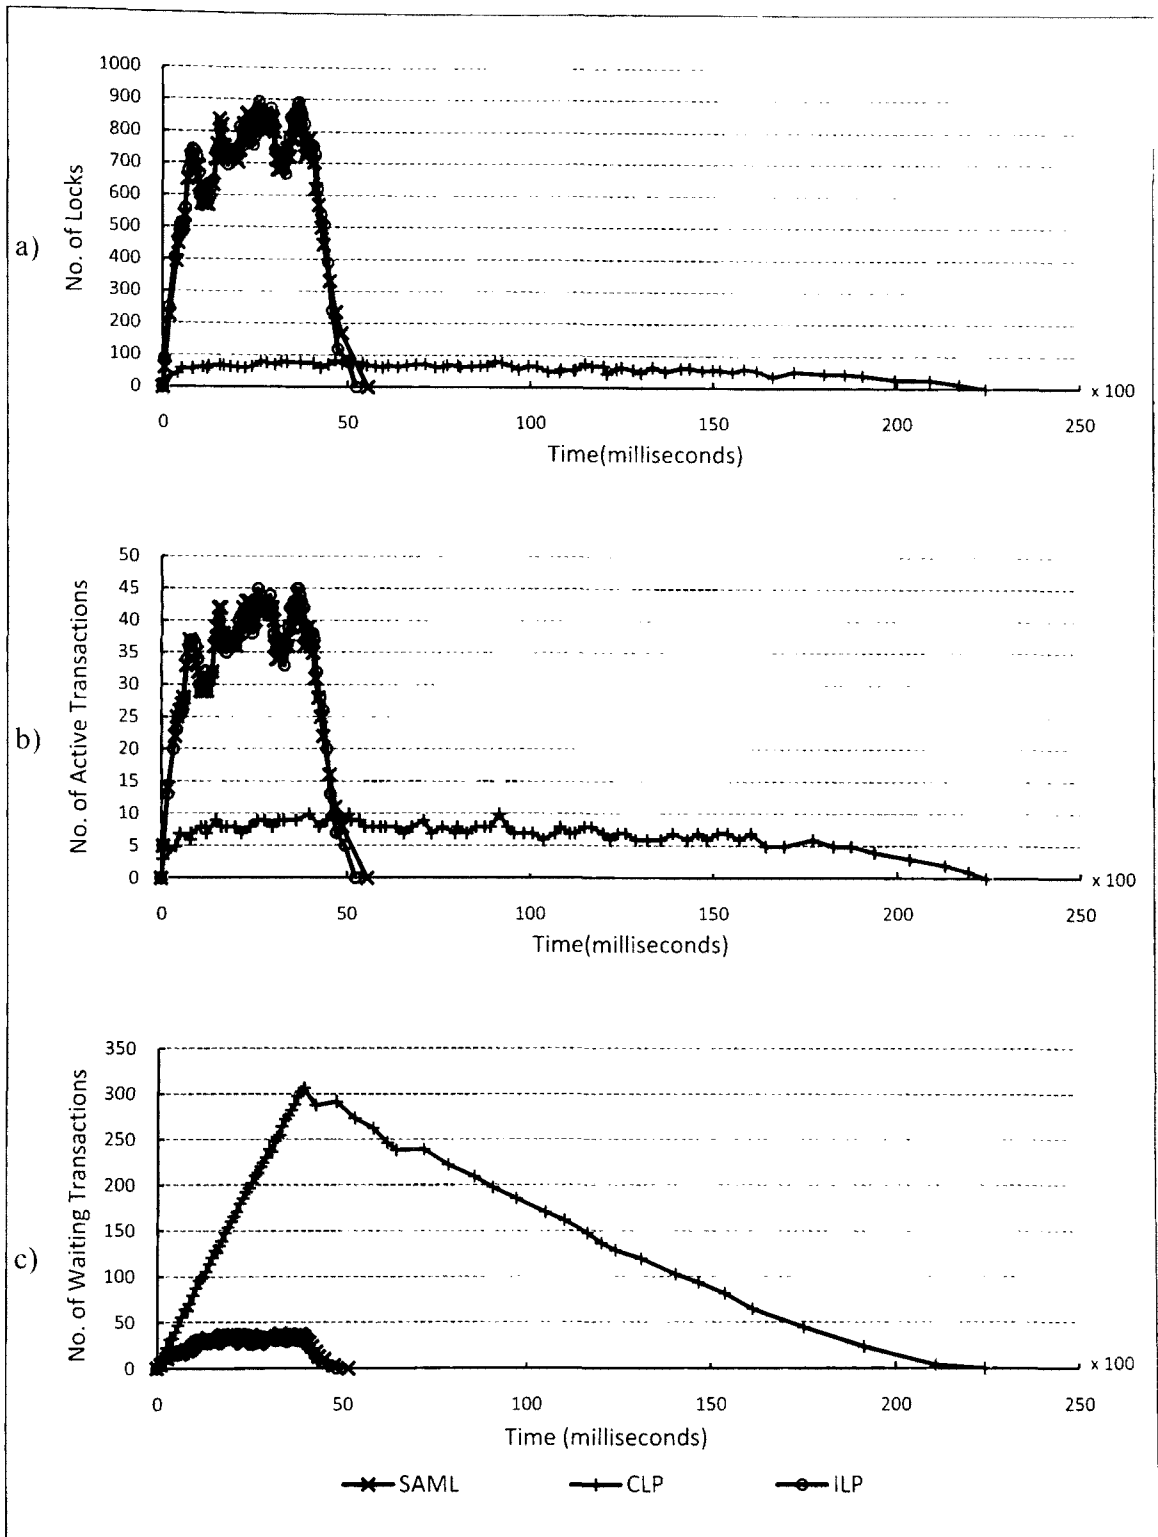 a)
No. of Locks
1000
900
800
700
600
500
400
300
200
100
0
0 50 100 150 200 250
x 100
Time(milliseconds)
b)
No. of Active Transactions
50
45
40
35
30
25
20
15
10
5
0
0 50 100 150 200 250
x 100
Time(milliseconds)
c)
No. of Waiting Transactions
350
300
250
200
150
100
50
0
0 50 100 150 200 250
x 100
Time (milliseconds)
SAML CLP ILP